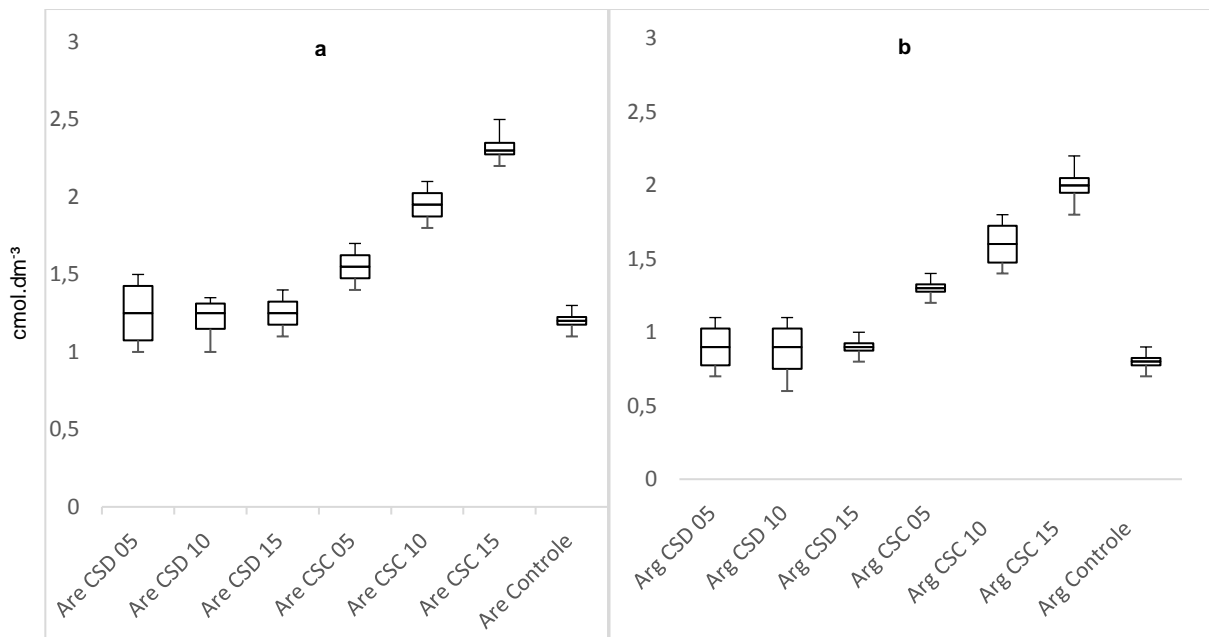 a
3
2,5
2
1,5
1
0,5
0
cmol.dm⁻³
Are CSD 05
Are CSD 10
Are CSD 15
Are CSC 05
Are CSC 10
Are CSC 15
Are Controle
b
3
2,5
2
1,5
1
0,5
0
Arg CSD 05
Arg CSD 10
Arg CSD 15
Arg CSC 05
Arg CSC 10
Arg CSC 15
Arg Controle